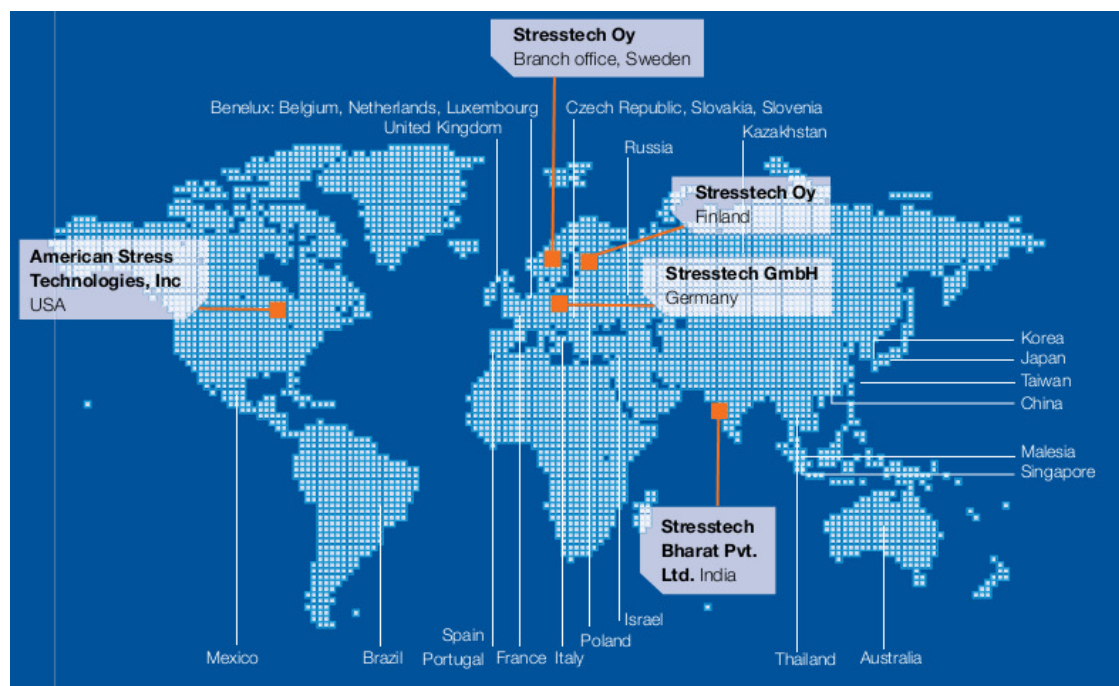 Stresstech Oy
Branch office, Sweden
Benelux: Belgium, Netherlands, Luxembourg
Czech Republic, Slovakia, Slovenia
United Kingdom
Kazakhstan
Russia
Stresstech Oy
Finland
American Stress
Technologies, Inc
USA
Stresstech GmbH
Germany
Korea
Japan
Taiwan
China
Malesia
Singapore
Stresstech
Bharat Pvt.
Ltd. India
Israel
Poland
Spain
Portugal
Mexico
Brazil
France
Italy
Thailand
Australia